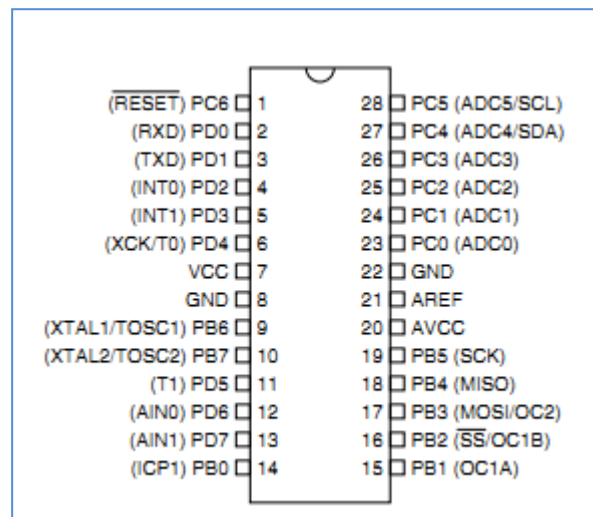 (RESET) PC6 1 28 PC5 (ADC5/SCL)
(RXD) PD0 2 27 PC4 (ADC4/SDA)
(TXD) PD1 3 26 PC3 (ADC3)
(INT0) PD2 4 25 PC2 (ADC2)
(INT1) PD3 5 24 PC1 (ADC1)
(XCK/T0) PD4 6 23 PC0 (ADC0)
VCC 7 22 GND
GND 8 21 AREF
(XTAL1/TOSC1) PB6 9 20 AVCC
(XTAL2/TOSC2) PB7 10 19 PB5 (SCK)
(T1) PD5 11 18 PB4 (MISO)
(AIN0) PD6 12 17 PB3 (MOSI/OC2)
(AIN1) PD7 13 16 PB2 (SS/OC1B)
(ICP1) PB0 14 15 PB1 (OC1A)